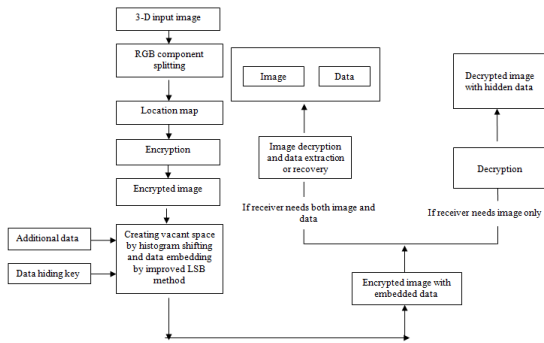 3-D input image
RGB component
splitting
Location map
Encryption
Encrypted image
Additional data
Data hiding key
Creating vacant space
by histogram shifting
and data embedding
by improved LSB
method
Image
Data
Image decryption
and data extraction
or recovery
If receiver needs both image and
data
Decrypted image
with hidden data
Decryption
If receiver needs image only
Encrypted image with
embedded data